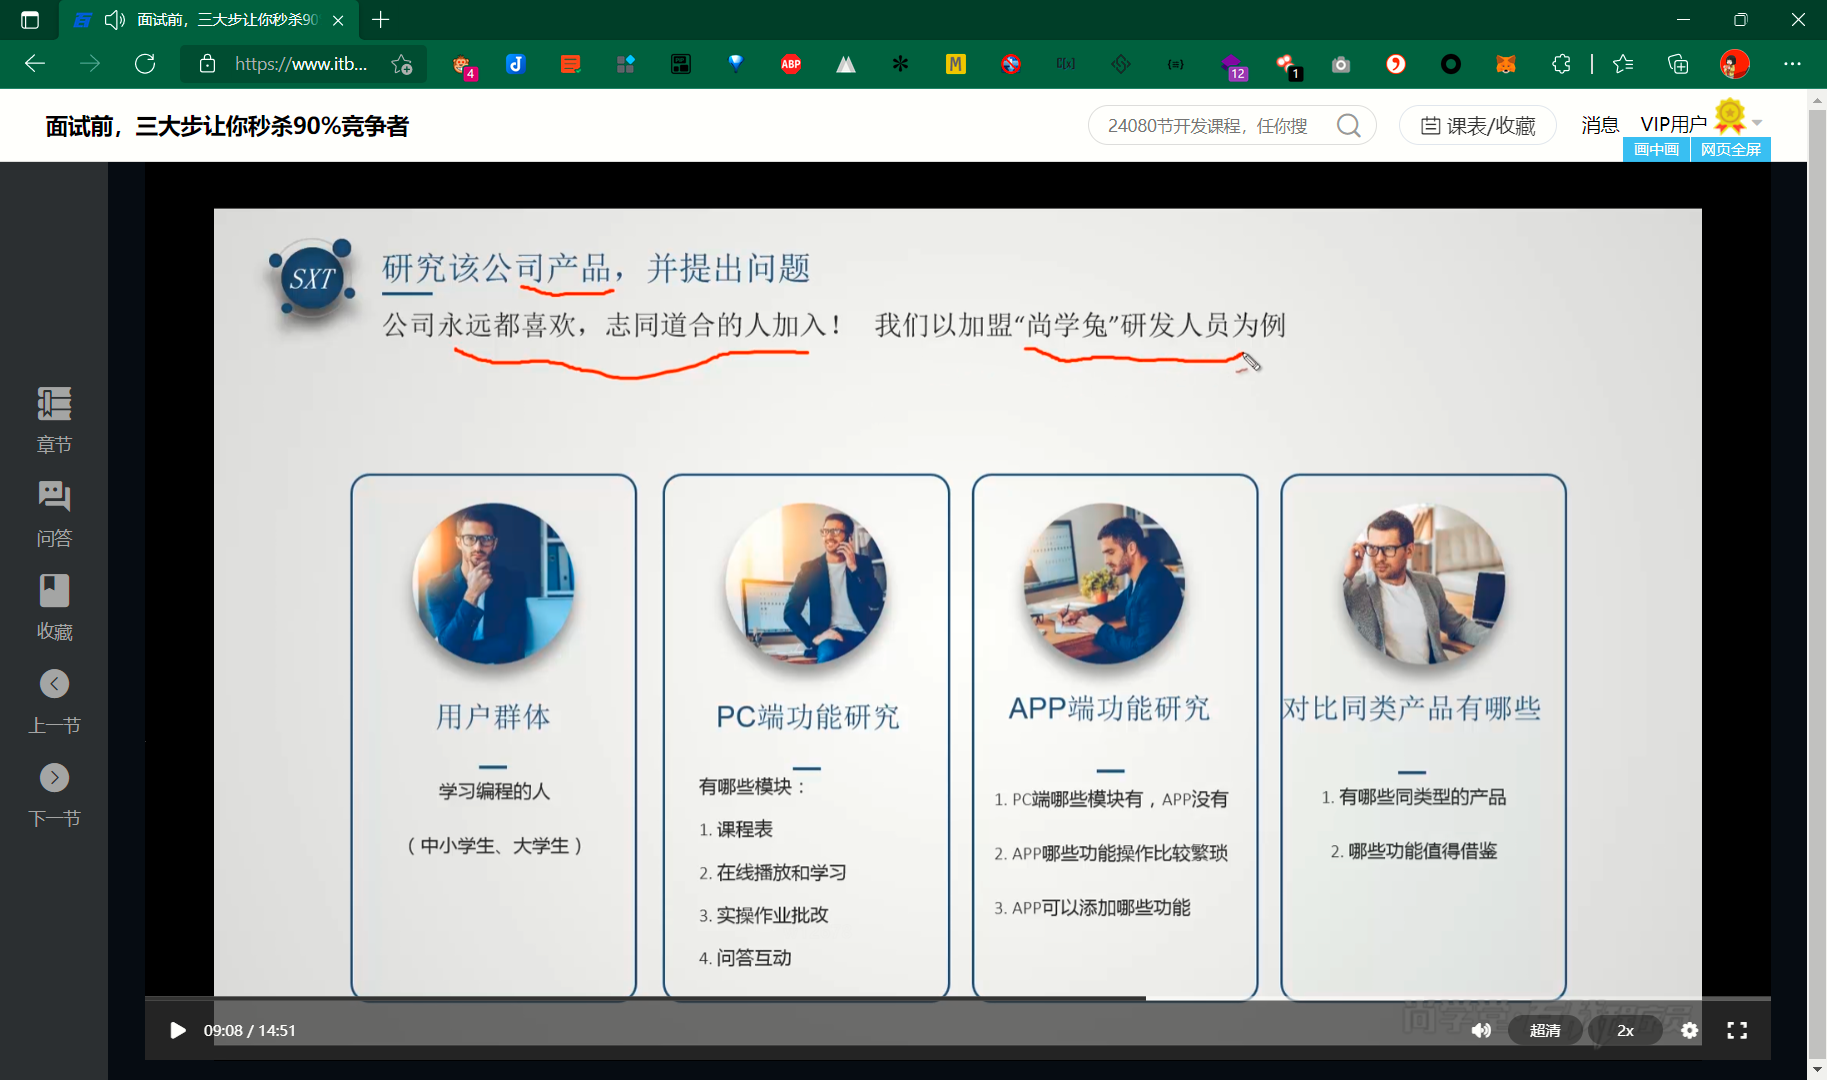 面试前，三大步让你秒杀90
https://www.itb...
4
ABP
M
C[x]
12
1
面试前，三大步让你秒杀90%竞争者
24080节开发课程，任你搜
课表/收藏
消息
VIP用户
画中画
网页全屏
章节
问答
收藏
上一节
下一节
SXT
研究该公司产品，并提出问题
公司永远都喜欢，志同道合的人加入！ 我们以加盟“尚学兔”研发人员为例
用户群体
学习编程的人
（中小学生、大学生）
PC端功能研究
有哪些模块：
1. 课程表
2. 在线播放和学习
3. 实操作业批改
4. 问答互动
APP端功能研究
1. PC端哪些模块有，APP没有
2. APP哪些功能操作比较繁琐
3. APP可以添加哪些功能
对比同类产品有哪些
1. 有哪些同类型的产品
2. 哪些功能值得借鉴
09:08 / 14:51
超清
2x